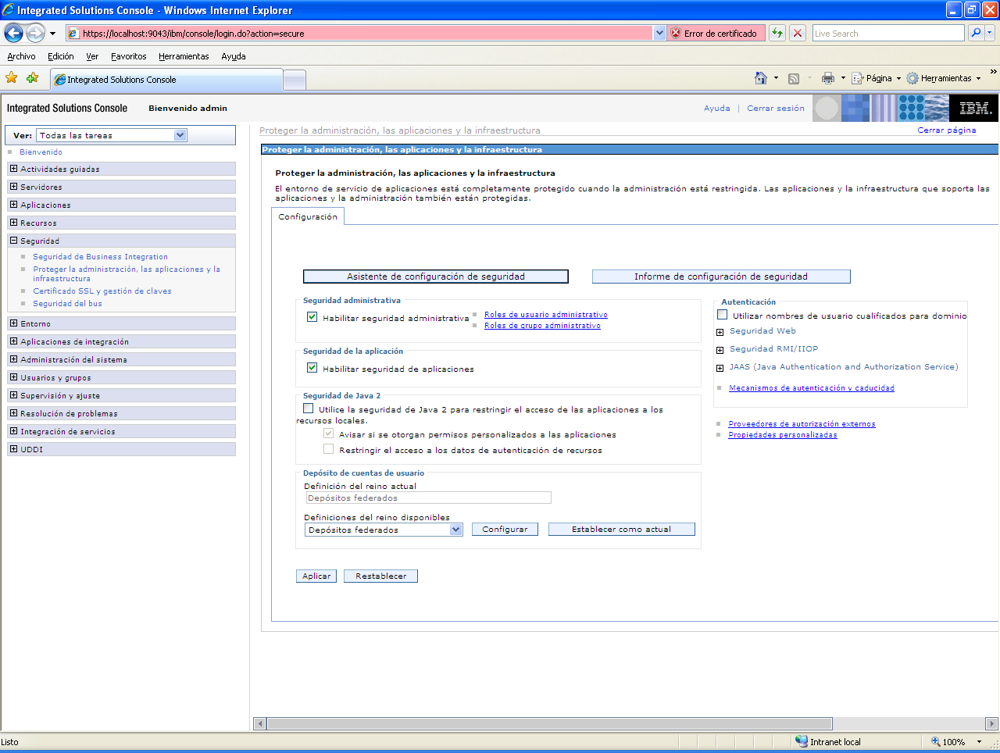 Integrated Solutions Console - Windows Internet Explorer
https://localhost:9043/ibm/console/login.do?action=secure
Error de certificado
Live Search
Archivo Edición Ver Favoritos Herramientas Ayuda
Integrated Solutions Console
Página
Herramientas
Integrated Solutions Console
Bienvenido admin
Ayuda | Cerrar sesión
IBM.
Ver: Todas las tareas
Bienvenido
Actividades guiadas
Servidores
Aplicaciones
Recursos
Seguridad
Seguridad de Business Integration
Proteger la administración, las aplicaciones y la
infraestructura
Certificado SSL y gestión de claves
Seguridad del bus
Entorno
Aplicaciones de integración
Administración del sistema
Usuarios y grupos
Supervisión y ajuste
Resolución de problemas
Integración de servicios
UDDI
Proteger la administración, las aplicaciones y la infraestructura
Cerrar página
Proteger la administración, las aplicaciones y la infraestructura
Proteger la administración, las aplicaciones y la infraestructura
El entorno de servicio de aplicaciones está completamente protegido cuando la administración está restringida. Las aplicaciones y la infraestructura que soporta las
aplicaciones y la administración también están protegidas.
Configuración
Asistente de configuración de seguridad
Informe de configuración de seguridad
Seguridad administrativa
Habilitar seguridad administrativa
Roles de usuario administrativo
Roles de grupo administrativo
Seguridad de la aplicación
Habilitar seguridad de aplicaciones
Seguridad de Java 2
Utilice la seguridad de Java 2 para restringir el acceso de las aplicaciones a los
recursos locales.
Avisar si se otorgan permisos personalizados a las aplicaciones
Restringir el acceso a los datos de autenticación de recursos
Depósito de cuentas de usuario
Definición del reino actual
Depósitos federados
Definiciones del reino disponibles
Depósitos federados
Configurar
Establecer como actual
Aplicar
Restablecer
Autenticación
Utilizar nombres de usuario cualificados para dominio
Seguridad Web
Seguridad RMI/IIOP
JAAS (Java Authentication and Authorization Service)
Mecanismos de autenticación y caducidad
Proveedores de autorización externos
Propiedades personalizadas
Listo
Intranet local
100%